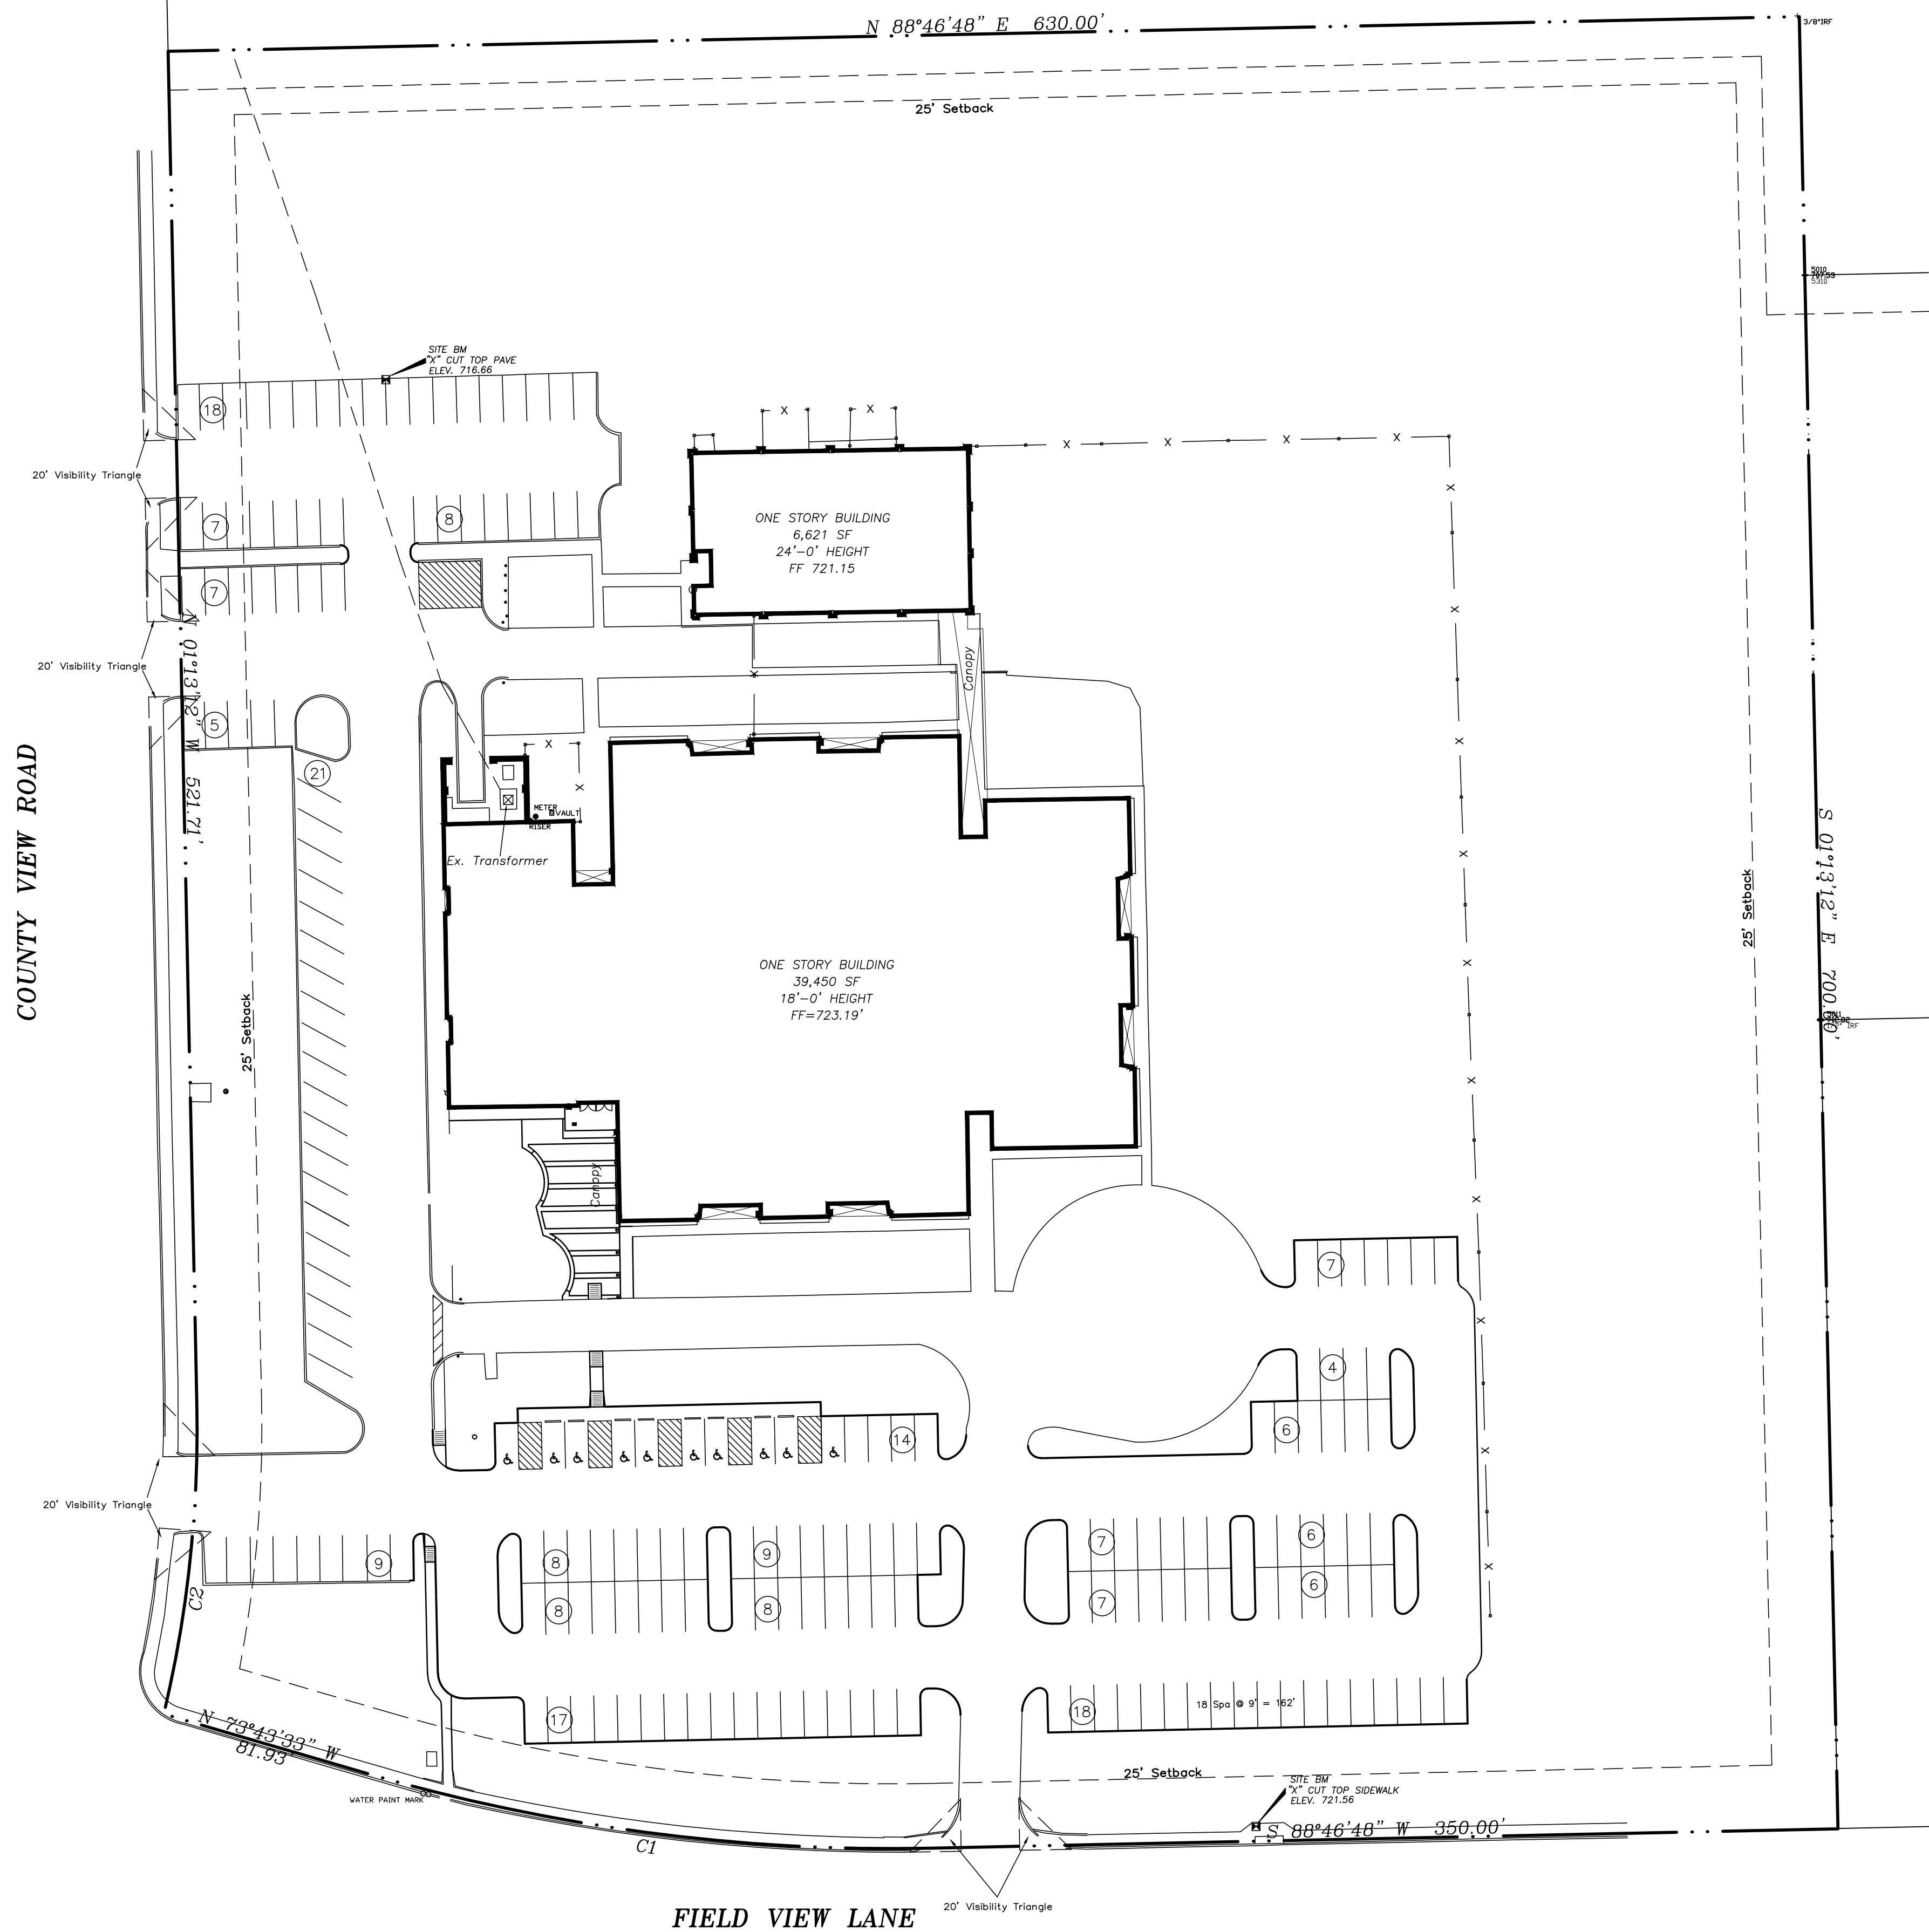 N 88°46'48" E 630.00'
3/8"IRF
25' Setback
5010
5310
SITE BM
"X" CUT TOP PAVE
ELEV. 716.66
18
X X
X X X X
20' Visibility Triangle
7
8
ONE STORY BUILDING
6,621 SF
24'-0' HEIGHT
FF 721.15
7
N 01°13'12" W 521.71'
20' Visibility Triangle
Canopy
5
21
COUNTY VIEW ROAD
METER
VAULT
RISER
Ex. Transformer
S 01°13'12" E 700.00'
25' Setback
25' Setback
ONE STORY BUILDING
39,450 SF
18'-0' HEIGHT
FF=723.19'
IRF
Canopy
7
4
6
14
20' Visibility Triangle
9
8
9
7
6
8
8
7
6
C2
17
18
18 Spa @ 9' = 162'
N 73°43'33" W
81.93'
25' Setback
SITE BM
"X" CUT TOP SIDEWALK
ELEV. 721.56
WATER PAINT MARK
S 88°46'48" W 350.00'
C1
20' Visibility Triangle
FIELD VIEW LANE